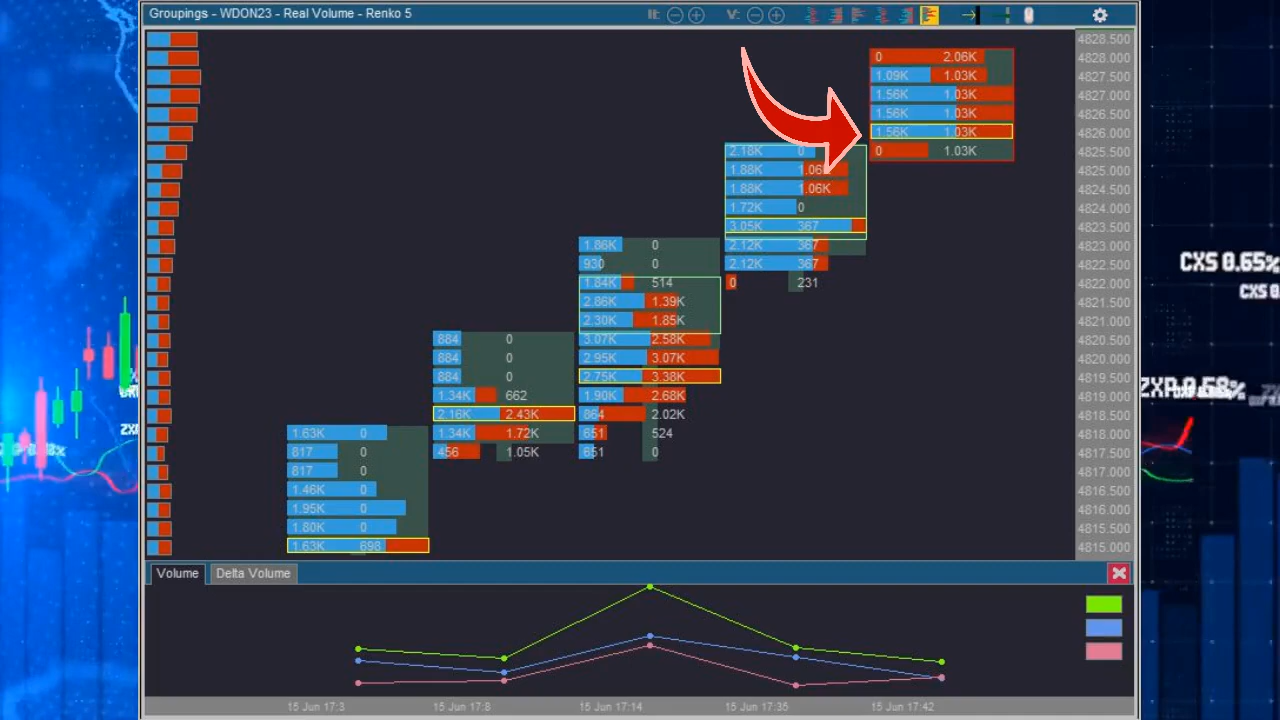 Groupings - WDON23 - Real Volume - Renko 5
V:
4828.500
0 2.06K 4828.000
1.09K 1.03K 4827.500
1.56K 1.03K 4827.000
1.56K 1.03K 4826.500
1.56K 1.03K 4826.000
2.18K 0 0 1.03K 4825.500
1.88K 1.06K 4825.000
1.88K 1.06K 4824.500
1.72K 0 4824.000
3.05K 367 4823.500
1.86K 0 2.12K 367 4823.000
930 0 2.12K 367 4822.500
1.84K 514 0 231 4822.000
2.86K 1.39K 4821.500
2.30K 1.85K 4821.000
884 0 3.07K 2.58K 4820.500
884 0 2.95K 3.07K 4820.000
884 0 2.75K 3.38K 4819.500
1.34K 662 1.90K 2.68K 4819.000
2.16K 2.43K 864 2.02K 4818.500
1.63K 0 1.34K 1.72K 651 524 4818.000
817 0 456 1.05K 651 0 4817.500
817 0 4817.000
1.46K 0 4816.500
1.95K 0 4816.000
1.80K 0 4815.500
1.63K 698 4815.000
Volume Delta Volume
15 Jun 17:3 15 Jun 17:8 15 Jun 17:14 15 Jun 17:35 15 Jun 17:42
CXS 0.65%